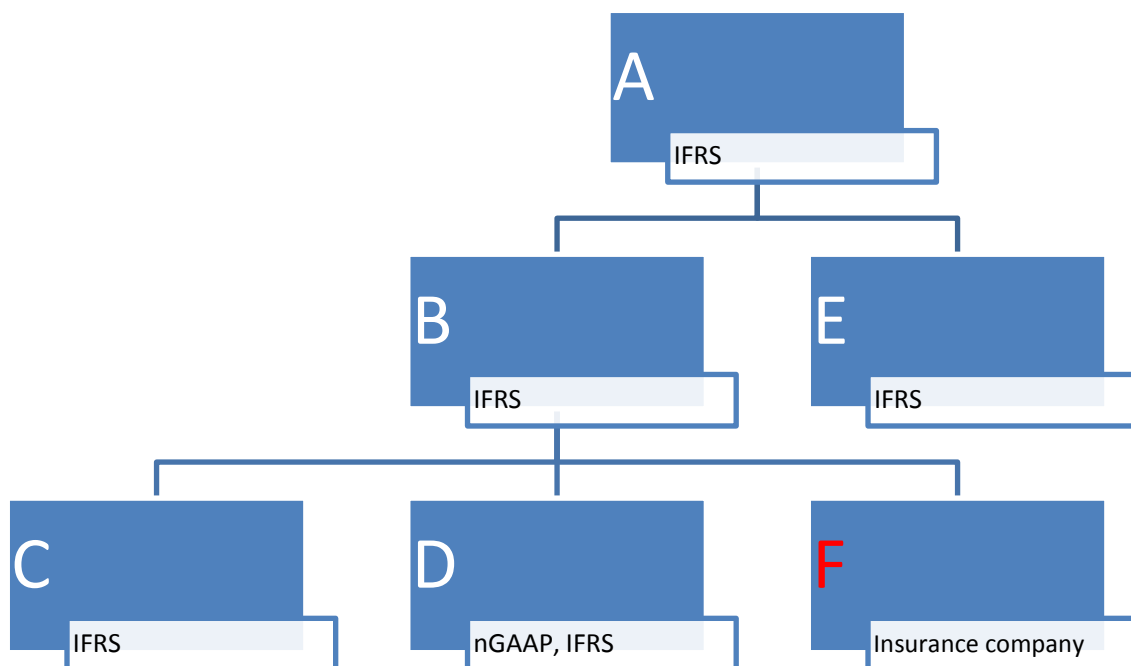 A
IFRS
B
IFRS
E
IFRS
C
IFRS
D
nGAAP, IFRS
F
Insurance company